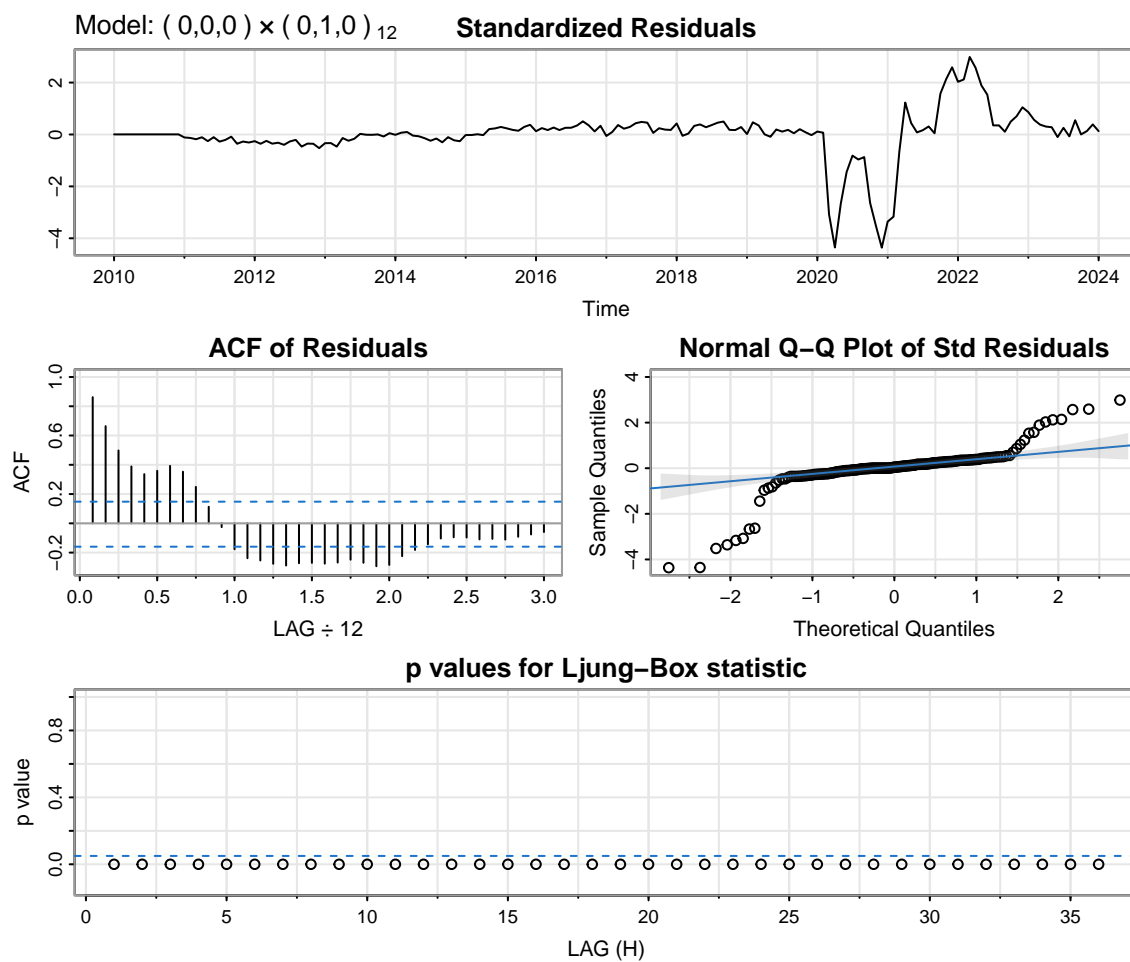 Model: ( 0,0,0 ) × ( 0,1,0 ) 12 Standardized Residuals
2
0
−2
−4
2010 2012 2014 2016 2018 2020 2022 2024
Time
ACF of Residuals
1.0
0.6
0.2
−0.2
ACF
0.0 0.5 1.0 1.5 2.0 2.5 3.0
LAG ÷ 12
Normal Q−Q Plot of Std Residuals
4
2
0
−2
−4
Sample Quantiles
−2 −1 0 1 2
Theoretical Quantiles
p values for Ljung−Box statistic
0.8
0.4
0.0
p value
0 5 10 15 20 25 30 35
LAG (H)